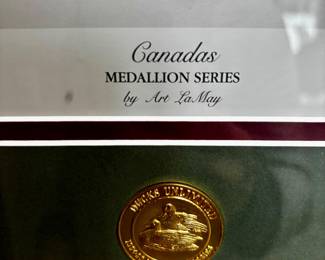 Canadas
MEDALLION SERIES
by Art LaMay
DUCKS UNLIMITED